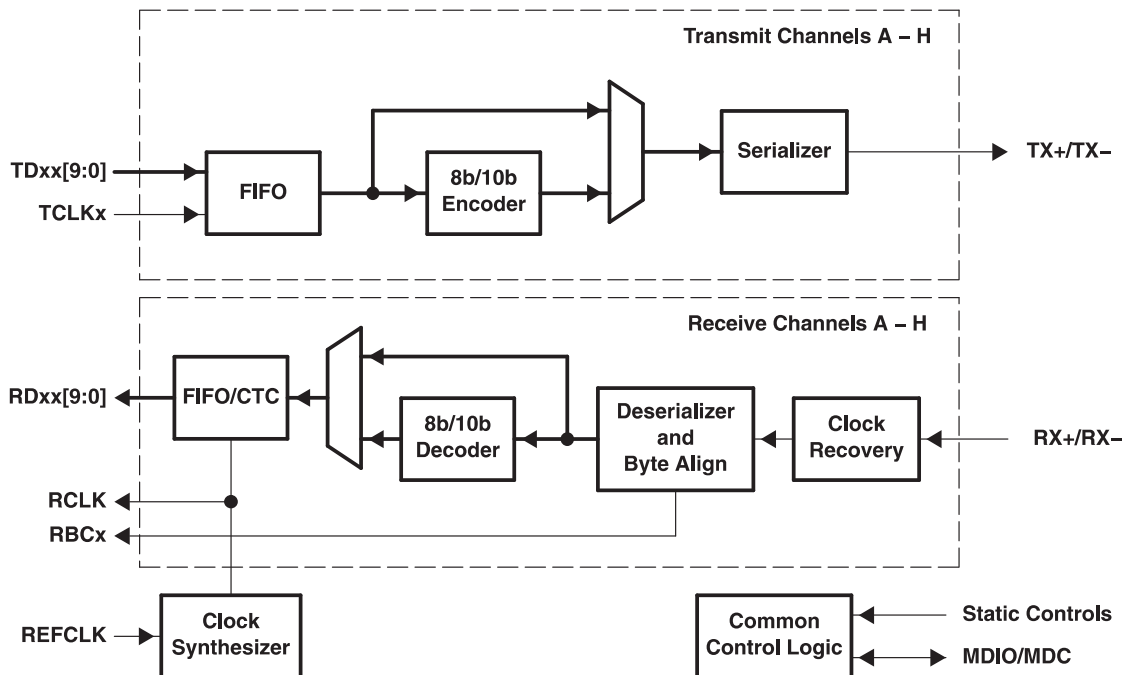 Transmit Channels A – H
TDxx[9:0]
TCLKx
FIFO
8b/10b
Encoder
Serializer
TX+/TX–
Receive Channels A – H
RDxx[9:0]
FIFO/CTC
8b/10b
Decoder
Deserializer
and
Byte Align
Clock
Recovery
RX+/RX–
RCLK
RBCx
REFCLK
Clock
Synthesizer
Common
Control Logic
Static Controls
MDIO/MDC